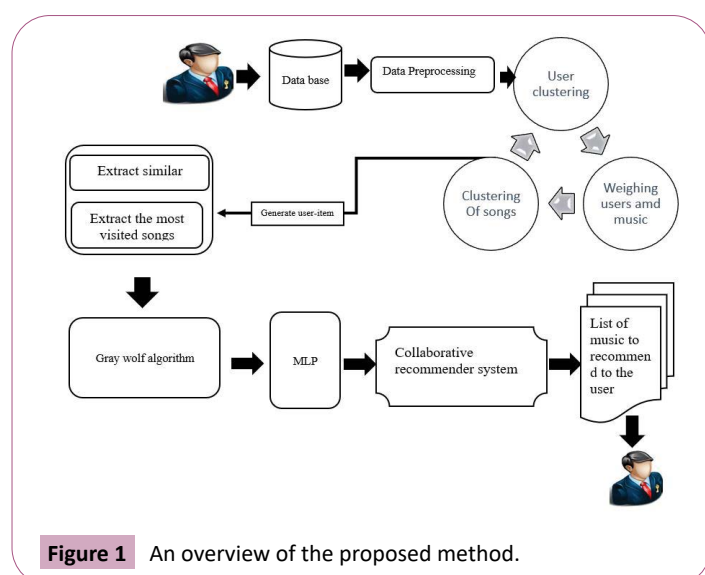 Data base
Data Preprocessing
User
clustering
Weighing
users amd
music
Clustering
Of songs
Generate user-item
Extract similar
Extract the most
visited songs
Gray wolf algorithm
MLP
Collaborative
recommender system
List of
music to
recommen
d to the
user
Figure 1 An overview of the proposed method.